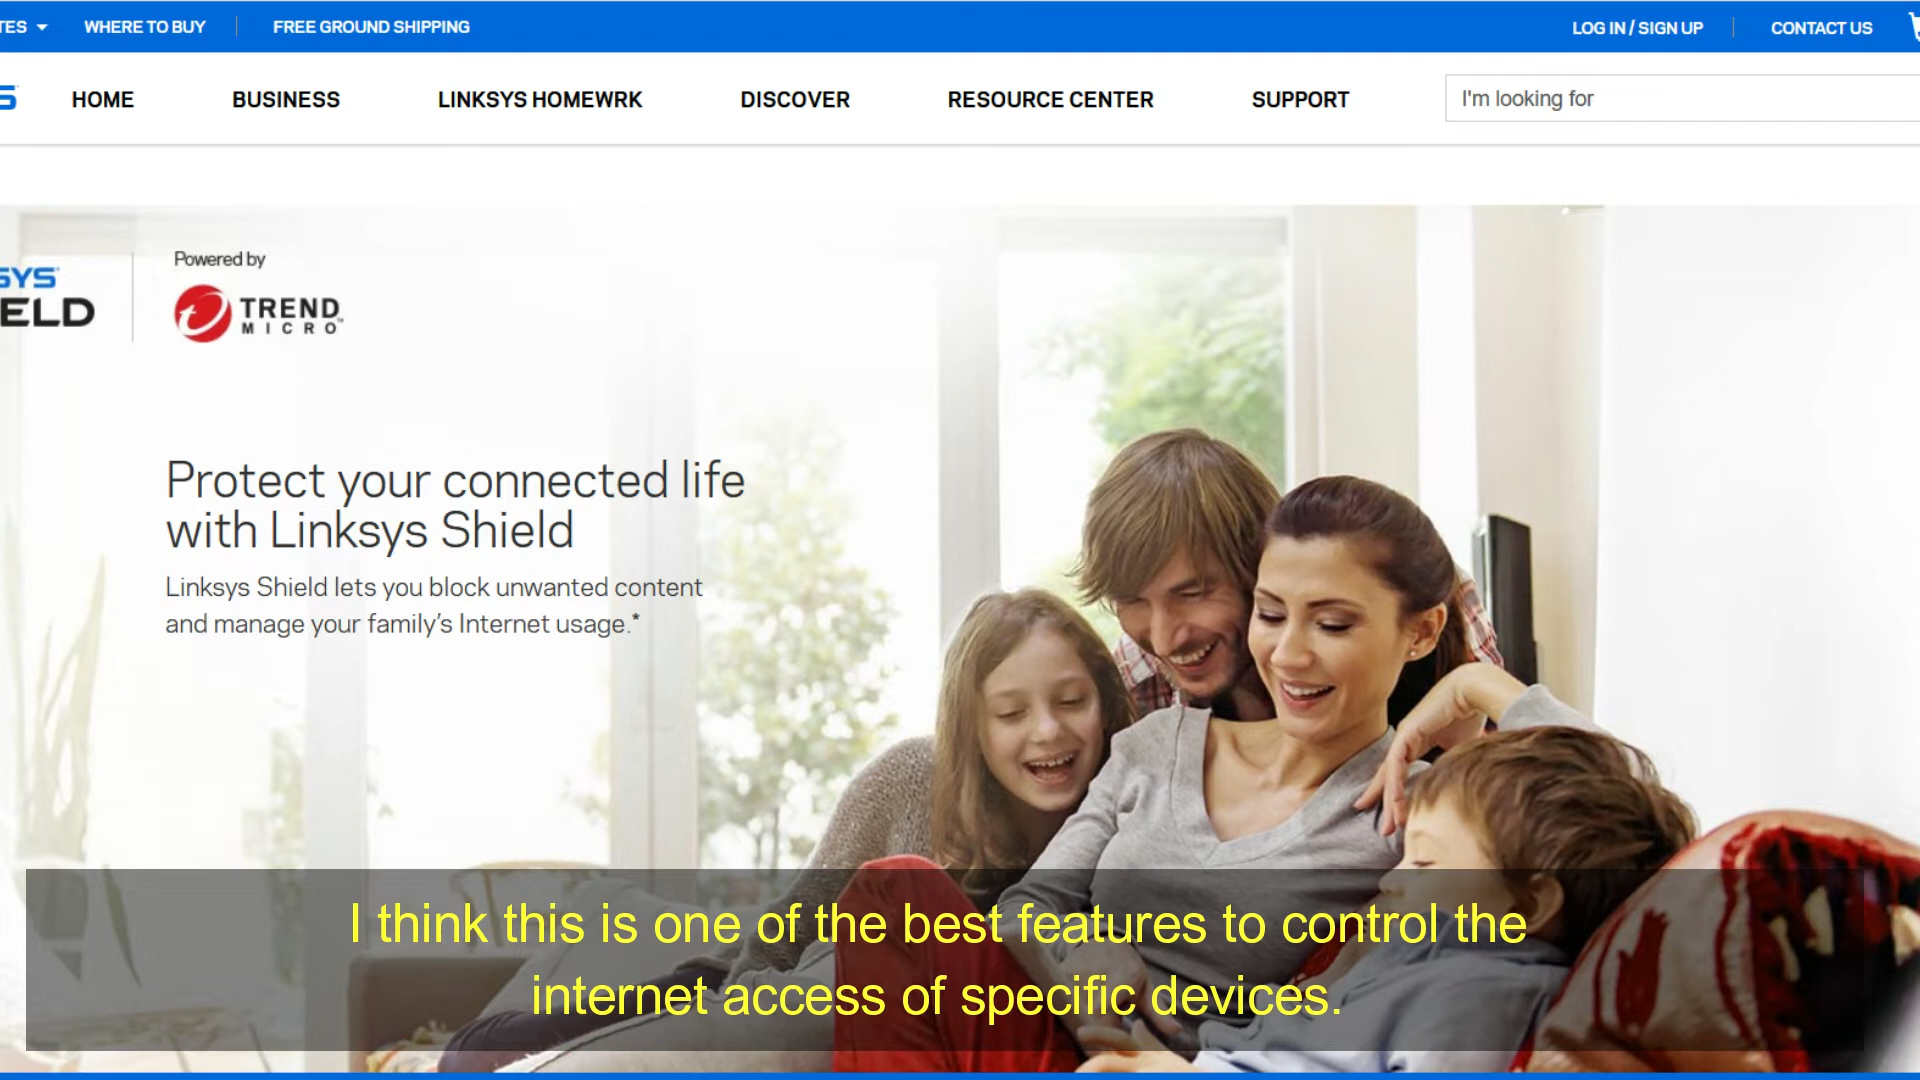 TES
WHERE TO BUY
FREE GROUND SHIPPING
LOG IN / SIGN UP
CONTACT US
S
HOME
BUSINESS
LINKSYS HOMEWRK
DISCOVER
RESOURCE CENTER
SUPPORT
I'm looking for
SYS
ELD
Powered by
TREND
MICRO™
Protect your connected life
with Linksys Shield
Linksys Shield lets you block unwanted content
and manage your family's Internet usage.*
I think this is one of the best features to control the
internet access of specific devices.